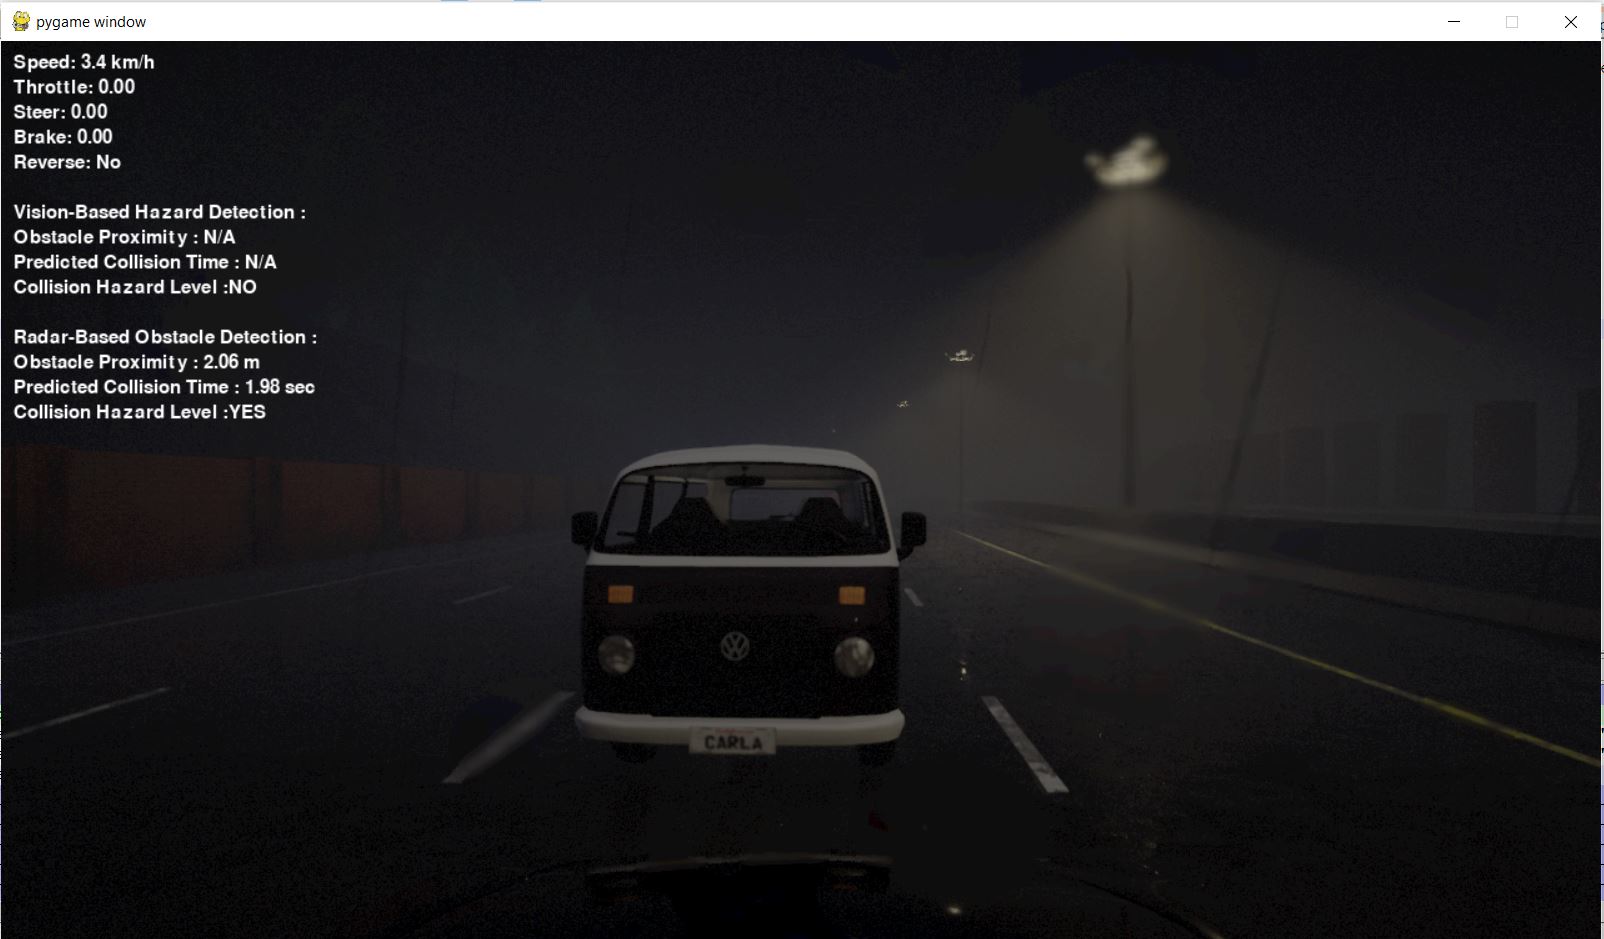 pygame window
Speed: 3.4 km/h
Throttle: 0.00
Steer: 0.00
Brake: 0.00
Reverse: No
Vision-Based Hazard Detection :
Obstacle Proximity : N/A
Predicted Collision Time : N/A
Collision Hazard Level :NO
Radar-Based Obstacle Detection :
Obstacle Proximity : 2.06 m
Predicted Collision Time : 1.98 sec
Collision Hazard Level :YES
CARLA